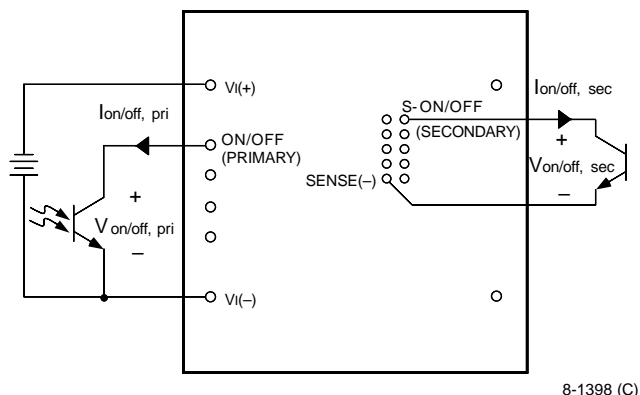 VI(+)
Ion/off, pri
ON/OFF
(PRIMARY)
+
Von/off, pri
–
VI(–)
S- ON/OFF
(SECONDARY)
SENSE(–)
Ion/off, sec
+
Von/off, sec
–
8-1398 (C)